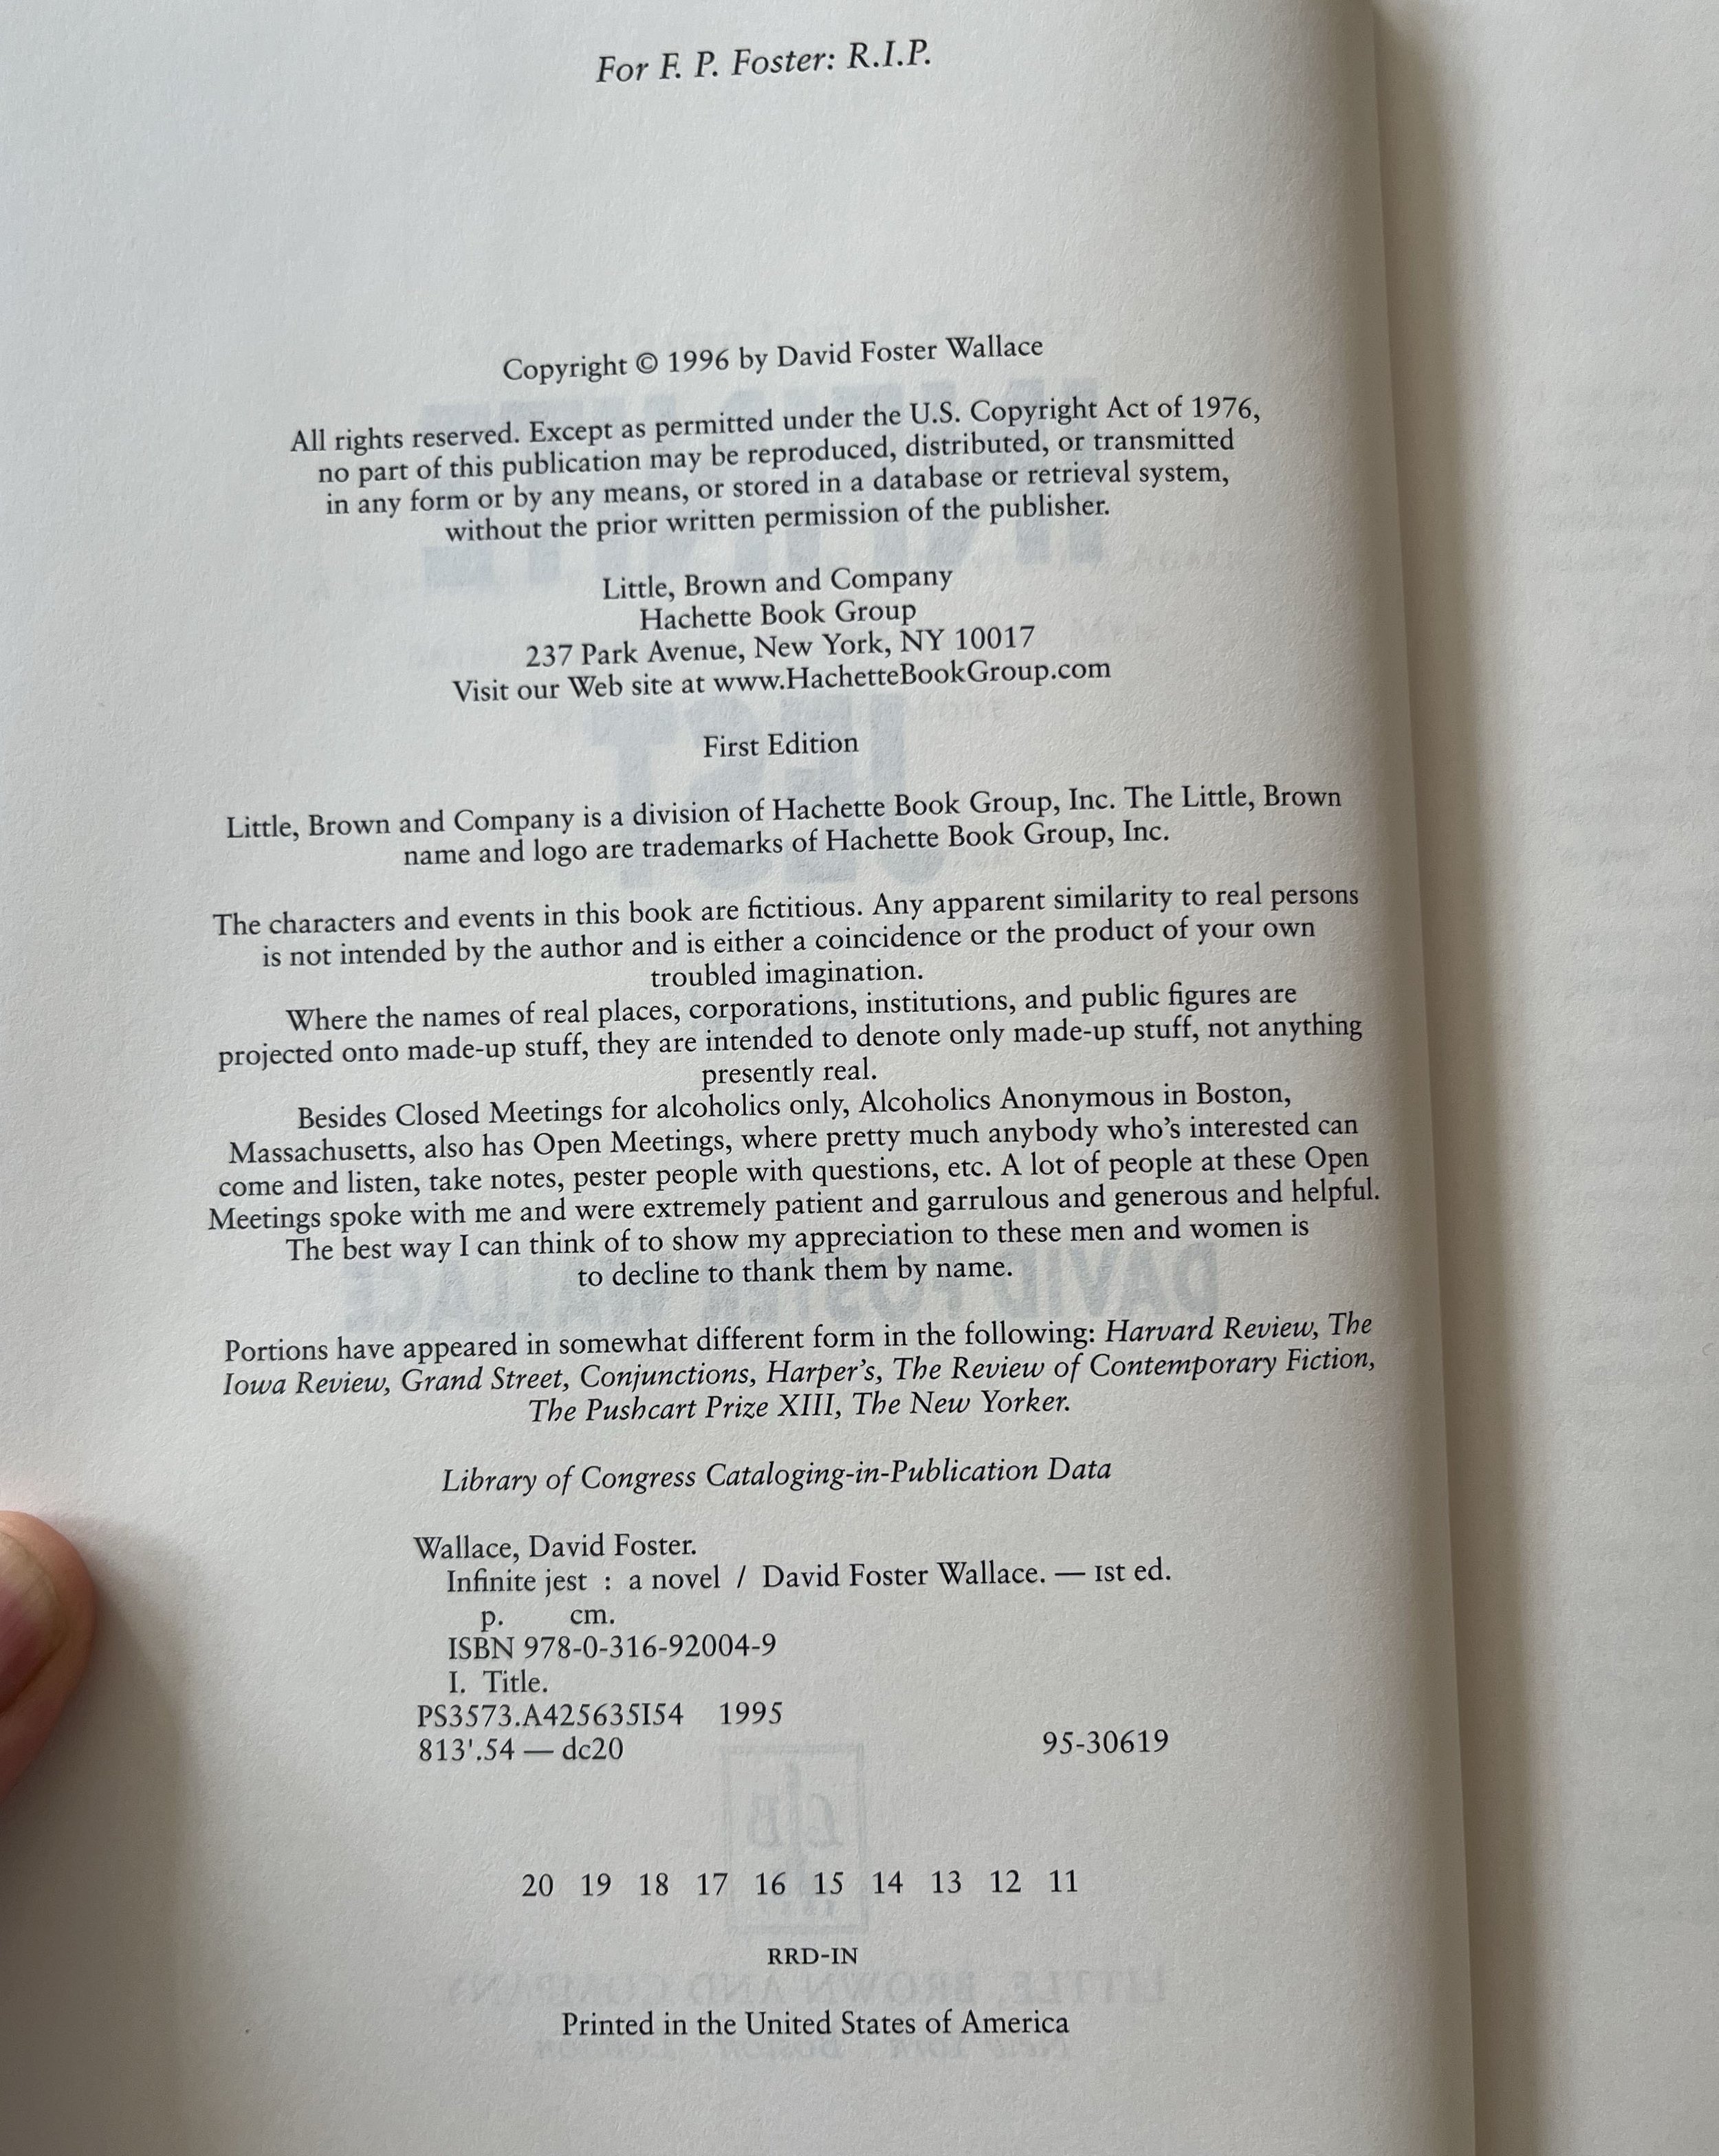 For F. P. Foster: R.I.P.
Copyright © 1996 by David Foster Wallace
All rights reserved. Except as permitted under the U.S. Copyright Act of 1976,
no part of this publication may be reproduced, distributed, or transmitted
in any form or by any means, or stored in a database or retrieval system,
without the prior written permission of the publisher.
Little, Brown and Company
Hachette Book Group
237 Park Avenue, New York, NY 10017
Visit our Web site at www.HachetteBookGroup.com
First Edition
Little, Brown and Company is a division of Hachette Book Group, Inc. The Little, Brown
name and logo are trademarks of Hachette Book Group, Inc.
The characters and events in this book are fictitious. Any apparent similarity to real persons
is not intended by the author and is either a coincidence or the product of your own
troubled imagination.
Where the names of real places, corporations, institutions, and public figures are
projected onto made-up stuff, they are intended to denote only made-up stuff, not anything
presently real.
Besides Closed Meetings for alcoholics only, Alcoholics Anonymous in Boston,
Massachusetts, also has Open Meetings, where pretty much anybody who's interested can
come and listen, take notes, pester people with questions, etc. A lot of people at these Open
Meetings spoke with me and were extremely patient and garrulous and generous and helpful.
The best way I can think of to show my appreciation to these men and women is
to decline to thank them by name.
Portions have appeared in somewhat different form in the following: Harvard Review, The
Iowa Review, Grand Street, Conjunctions, Harper's, The Review of Contemporary Fiction,
The Pushcart Prize XIII, The New Yorker.
Library of Congress Cataloging-in-Publication Data
Wallace, David Foster.
Infinite jest : a novel / David Foster Wallace. — 1st ed.
p. cm.
ISBN 978-0-316-92004-9
I. Title.
PS3573.A425635I54 1995
813'.54 — dc20 95-30619
20 19 18 17 16 15 14 13 12 11
RRD-IN
Printed in the United States of America